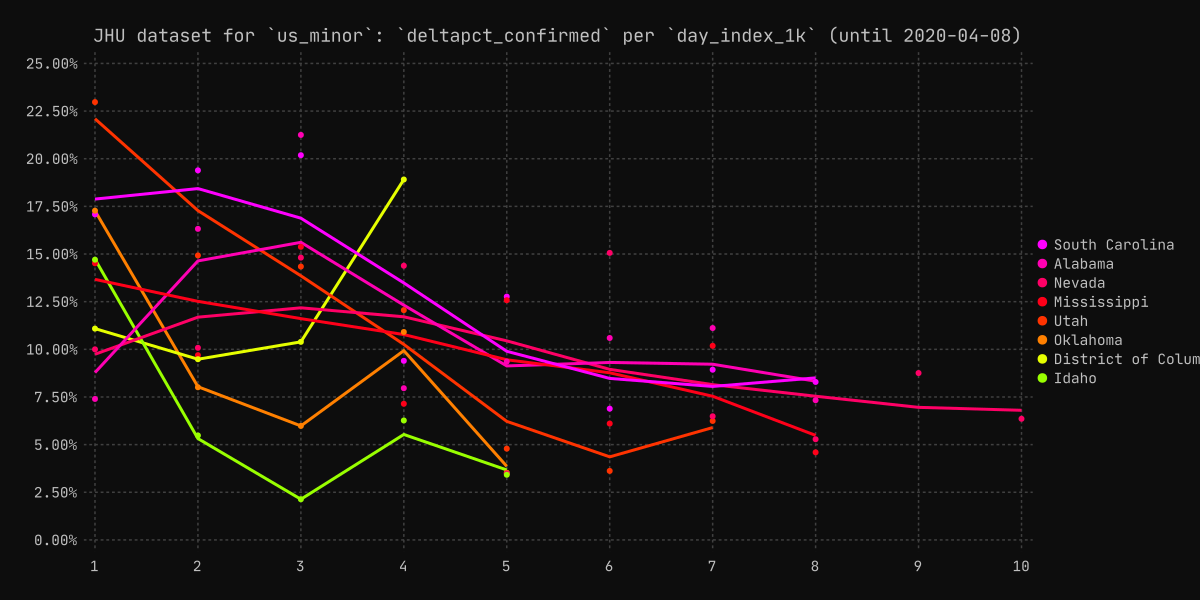 JHU dataset for `us_minor`: `deltapct_confirmed` per `day_index_1k` (until 2020-04-08)
25.00%
22.50%
20.00%
17.50%
15.00%
12.50%
10.00%
7.50%
5.00%
2.50%
0.00%
1 2 3 4 5 6 7 8 9 10
South Carolina
Alabama
Nevada
Mississippi
Utah
Oklahoma
District of Colum
Idaho